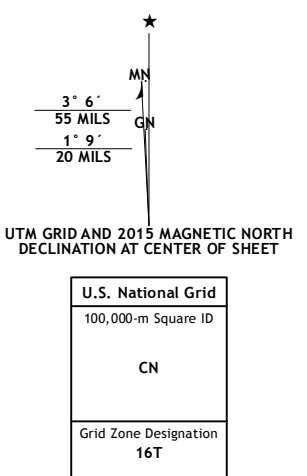 MN
3° 6´
55 MILS
GN
1° 9´
20 MILS
UTM GRID AND 2015 MAGNETIC NORTH
DECLINATION AT CENTER OF SHEET
U.S. National Grid
100,000-m Square ID
CN
Grid Zone Designation
16T